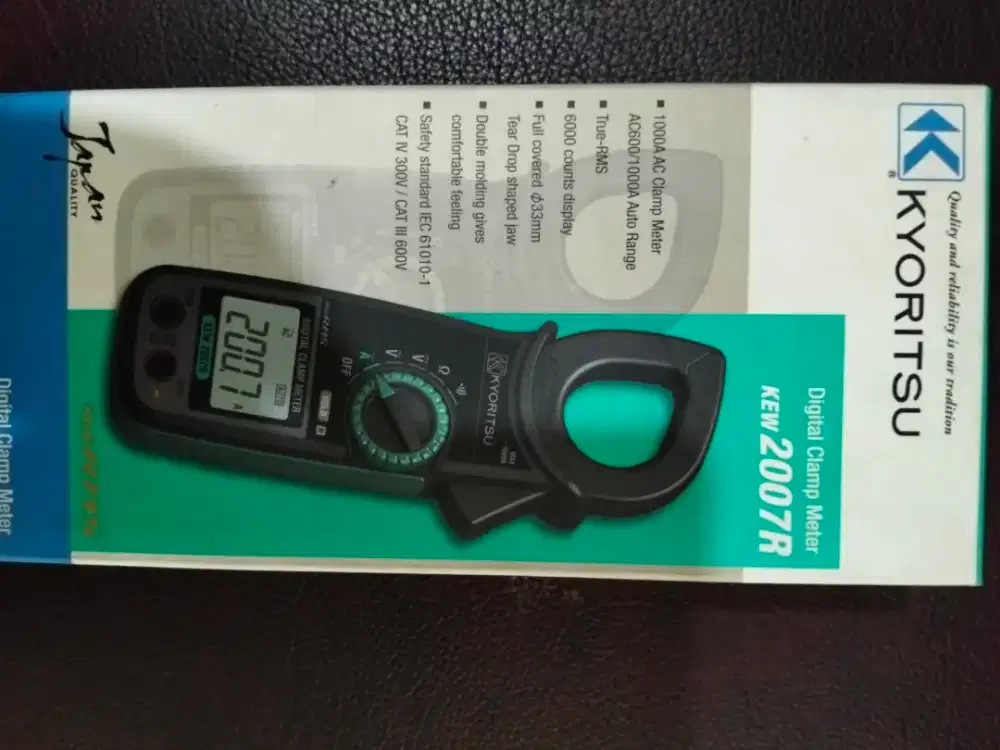 Quality and reliability is our tradition
KYORITSU
®
Digital Clamp Meter
KEW 2007R
■ 1000A AC Clamp Meter
AC600/1000A Auto Range
■ True-RMS
■ 6000 counts display
■ Full covered ϕ33mm
Tear Drop shaped jaw
■ Double molding gives
comfortable feeling
■ Safety standard IEC 61010-1
CAT IV 300V / CAT III 600V
KYORITSU
Ω
V
V
A
OFF
DIGITAL CLAMP METER
AC
200.7
A
Japan
QUALITY
Digital Clamp Meter